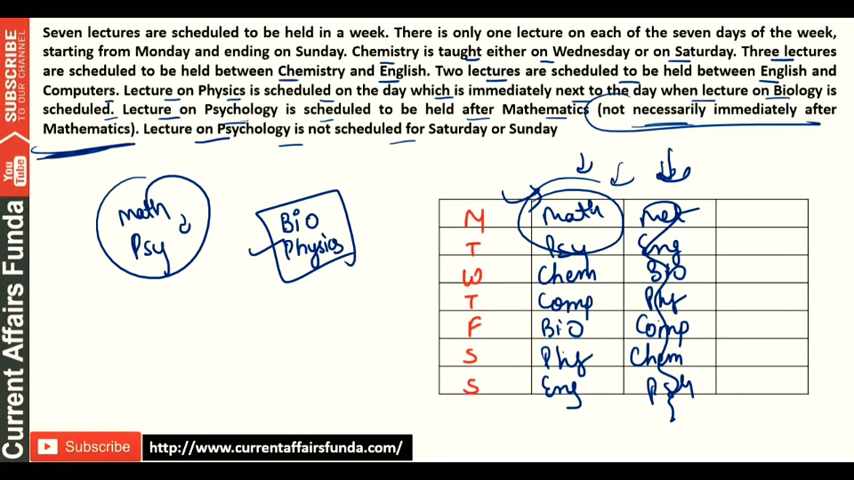 Seven lectures are scheduled to be held in a week. There is only one lecture on each of the seven days of the week,
starting from Monday and ending on Sunday. Chemistry is taught either on Wednesday or on Saturday. Three lectures
are scheduled to be held between Chemistry and English. Two lectures are scheduled to be held between English and
Computers. Lecture on Physics is scheduled on the day which is immediately next to the day when lecture on Biology is
scheduled. Lecture on Psychology is scheduled to be held after Mathematics (not necessarily immediately after
Mathematics). Lecture on Psychology is not scheduled for Saturday or Sunday
Math
Psy
BiO
Physics
M Math
T Psy Eng
W Chem BiO
T Comp Phy
F BiO Comp
S Phy Chem
S Eng Psy
Current Affairs Funda
You Tube
SUBSCRIBE
TO OUR CHANNEL
Subscribe http://www.currentaffairsfunda.com/